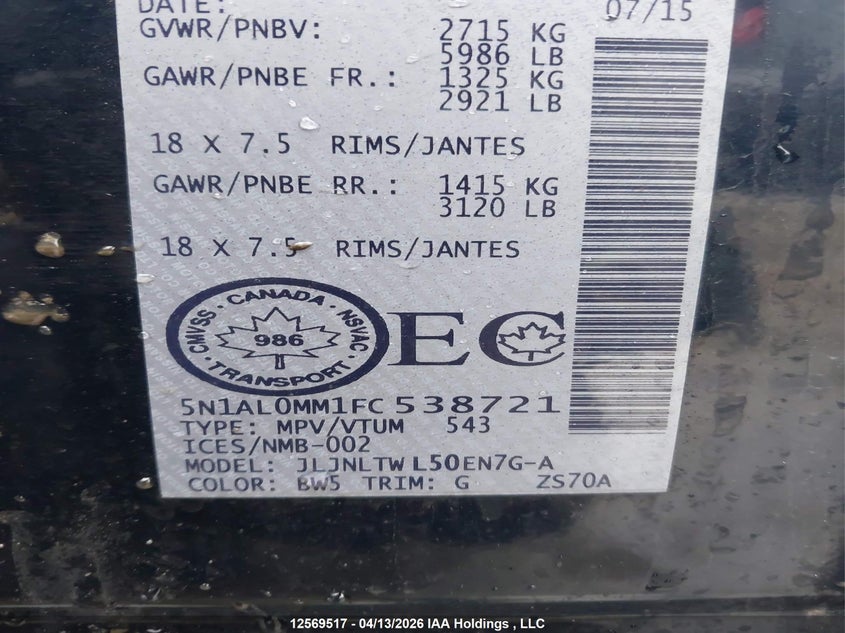 DATE: 07/15
GVWR/PNBV: 2715 KG
5986 LB
GAWR/PNBE FR.: 1325 KG
2921 LB
18 X 7.5 RIMS/JANTES
GAWR/PNBE RR.: 1415 KG
3120 LB
18 X 7.5 RIMS/JANTES
CANADA · NSVAC · TRANSPORT · CMVSS ·
986
EC
5N1AL0MM1FC538721
TYPE: MPV/VTUM 543
ICES/NMB-002
MODEL: JLJNLTWL50EN7G-A
COLOR: BW5 TRIM: G ZS70A
12569517 - 04/13/2026 IAA Holdings , LLC